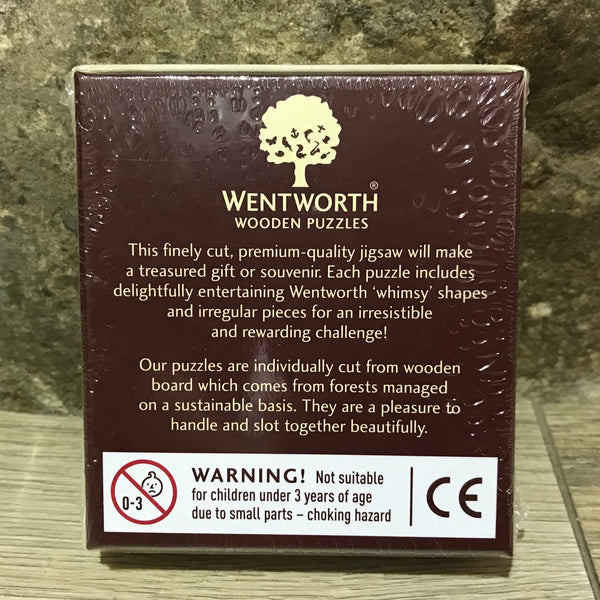 WENTWORTH®
WOODEN PUZZLES
This finely cut, premium-quality jigsaw will make
a treasured gift or souvenir. Each puzzle includes
delightfully entertaining Wentworth ‘whimsy’ shapes
and irregular pieces for an irresistible
and rewarding challenge!
Our puzzles are individually cut from wooden
board which comes from forests managed
on a sustainable basis. They are a pleasure to
handle and slot together beautifully.
0-3
WARNING! Not suitable
for children under 3 years of age
due to small parts – choking hazard
CE